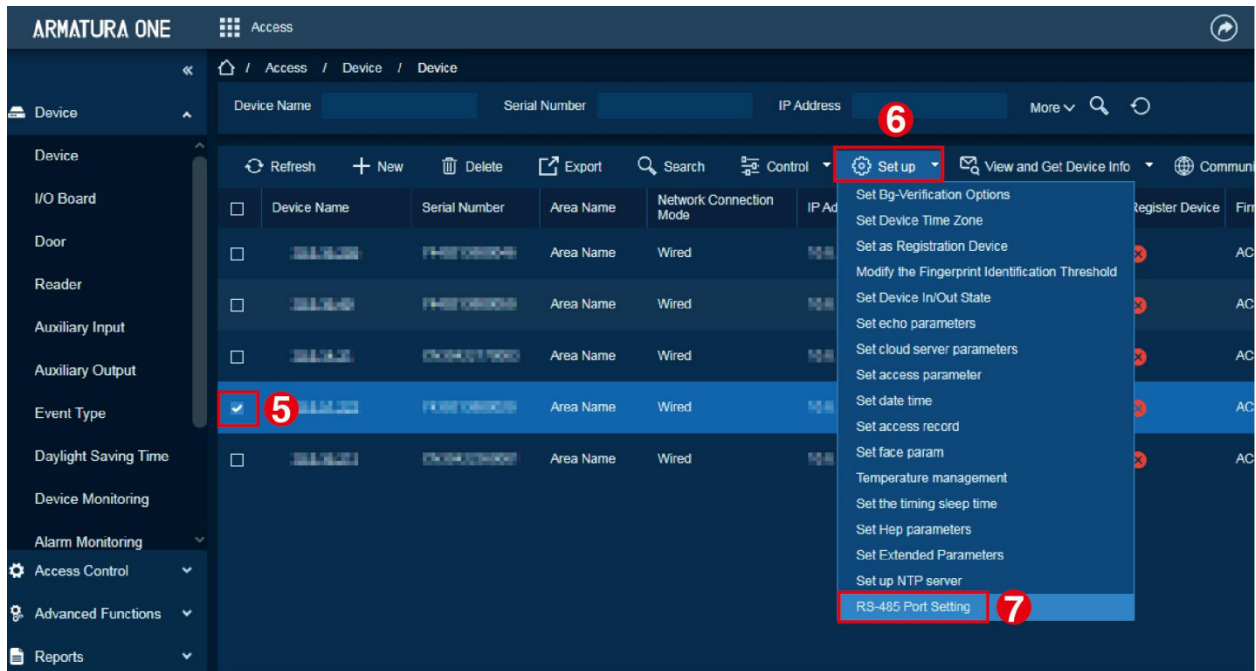 ARMATURA ONE
Access
«
/ Access / Device / Device
Device Name Serial Number IP Address More
6
Device
Device
I/O Board
Door
Reader
Auxiliary Input
Auxiliary Output
Event Type
Daylight Saving Time
Device Monitoring
Alarm Monitoring
Access Control
Advanced Functions
Reports
Refresh New Delete Export Search Control Set up View and Get Device Info Communi
Device Name Serial Number Area Name Network Connection Mode IP Ad Register Device Firm
Area Name Wired AC
Area Name Wired AC
Area Name Wired AC
5 Area Name Wired AC
Area Name Wired AC
Set Bg-Verification Options
Set Device Time Zone
Set as Registration Device
Modify the Fingerprint Identification Threshold
Set Device In/Out State
Set echo parameters
Set cloud server parameters
Set access parameter
Set date time
Set access record
Set face param
Temperature management
Set the timing sleep time
Set Hep parameters
Set Extended Parameters
Set up NTP server
RS-485 Port Setting 7